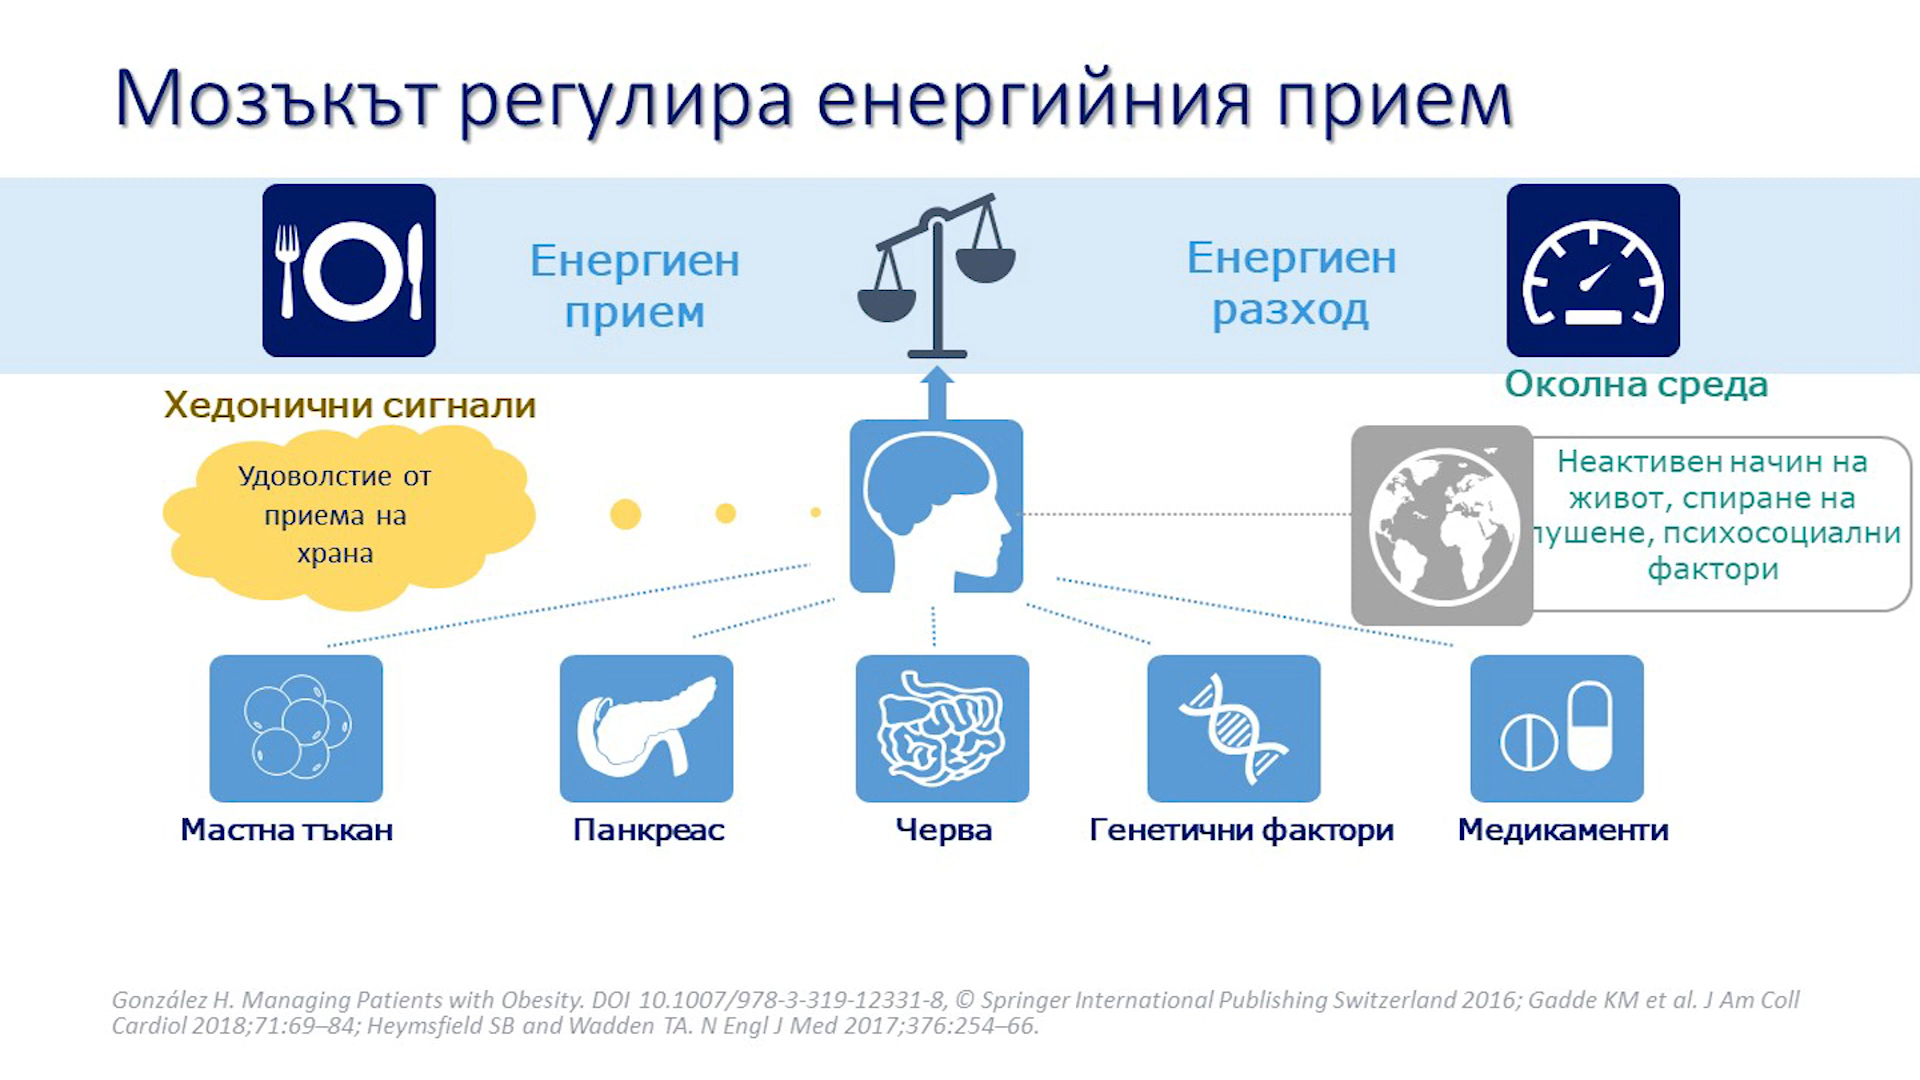 Мозъкът регулира енергийния прием
Енергиен
прием
Енергиен
разход
Хедонични сигнали
Удоволстие от
приема на
храна
Околна среда
Неактивен начин на
живот, спиране на
пушене, психосоциални
фактори
Мастна тъкан
Панкреас
Черва
Генетични фактори
Медикаменти
González H. Managing Patients with Obesity. DOI 10.1007/978-3-319-12331-8, © Springer International Publishing Switzerland 2016; Gadde KM et al. J Am Coll
Cardiol 2018;71:69–84; Heymsfield SB and Wadden TA. N Engl J Med 2017;376:254–66.